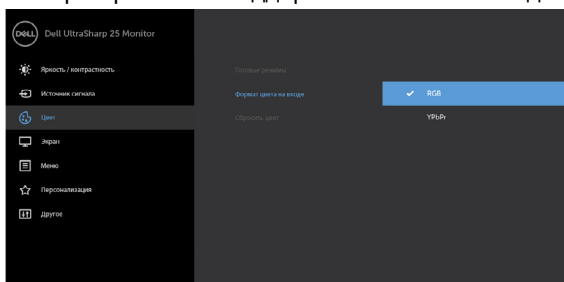 DELL Dell UltraSharp 25 Monitor
Яркость / контрастность
Готовые режимы
Источник сигнала
Формат цвета на входе
RGB
Цвет
Сбросить цвет
YPbPr
Экран
Меню
Персонализация
Другое